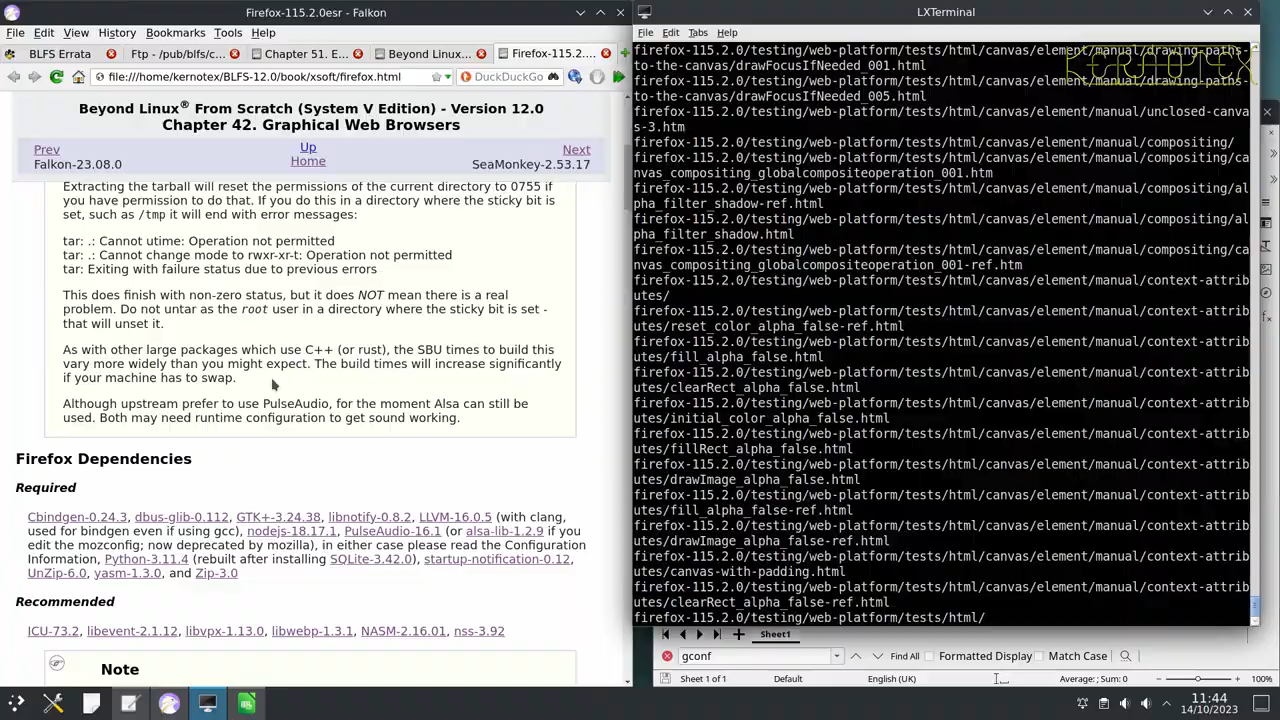 Firefox-115.2.0esr - Falkon
File Edit View History Bookmarks Tools Help
BLFS Errata
Ftp - /pub/blfs/c...
Chapter 51. E...
Beyond Linux...
Firefox-115.2....
file:///home/kernotex/BLFS-12.0/book/xsoft/firefox.html
DuckDuckGo
Beyond Linux® From Scratch (System V Edition) - Version 12.0
Chapter 42. Graphical Web Browsers
Prev Up Next
Falkon-23.08.0 Home SeaMonkey-2.53.17
Extracting the tarball will reset the permissions of the current directory to 0755 if
you have permission to do that. If you do this in a directory where the sticky bit is
set, such as /tmp it will end with error messages:
tar: .: Cannot utime: Operation not permitted
tar: .: Cannot change mode to rwxr-xr-t: Operation not permitted
tar: Exiting with failure status due to previous errors
This does finish with non-zero status, but it does NOT mean there is a real
problem. Do not untar as the root user in a directory where the sticky bit is set -
that will unset it.
As with other large packages which use C++ (or rust), the SBU times to build this
vary more widely than you might expect. The build times will increase significantly
if your machine has to swap.
Although upstream prefer to use PulseAudio, for the moment Alsa can still be
used. Both may need runtime configuration to get sound working.
Firefox Dependencies
Required
Cbindgen-0.24.3, dbus-glib-0.112, GTK+-3.24.38, libnotify-0.8.2, LLVM-16.0.5 (with clang,
used for bindgen even if using gcc), nodejs-18.17.1, PulseAudio-16.1 (or alsa-lib-1.2.9 if you
edit the mozconfig; now deprecated by mozilla), in either case please read the Configuration
Information, Python-3.11.4 (rebuilt after installing SQLite-3.42.0), startup-notification-0.12,
UnZip-6.0, yasm-1.3.0, and Zip-3.0
Recommended
ICU-73.2, libevent-2.1.12, libvpx-1.13.0, libwebp-1.3.1, NASM-2.16.01, nss-3.92
Note
LXTerminal
File Edit Tabs Help
firefox-115.2.0/testing/web-platform/tests/html/canvas/element/manual/drawing-paths-
to-the-canvas/drawFocusIfNeeded_001.html
firefox-115.2.0/testing/web-platform/tests/html/canvas/element/manual/drawing-paths-
to-the-canvas/drawFocusIfNeeded_005.html
firefox-115.2.0/testing/web-platform/tests/html/canvas/element/manual/unclosed-canva
s-3.htm
firefox-115.2.0/testing/web-platform/tests/html/canvas/element/manual/compositing/
firefox-115.2.0/testing/web-platform/tests/html/canvas/element/manual/compositing/ca
nvas_compositing_globalcompositeoperation_001.htm
firefox-115.2.0/testing/web-platform/tests/html/canvas/element/manual/compositing/al
pha_filter_shadow-ref.html
firefox-115.2.0/testing/web-platform/tests/html/canvas/element/manual/compositing/al
pha_filter_shadow.html
firefox-115.2.0/testing/web-platform/tests/html/canvas/element/manual/compositing/ca
nvas_compositing_globalcompositeoperation_001-ref.htm
firefox-115.2.0/testing/web-platform/tests/html/canvas/element/manual/context-attrib
utes/
firefox-115.2.0/testing/web-platform/tests/html/canvas/element/manual/context-attrib
utes/reset_color_alpha_false-ref.html
firefox-115.2.0/testing/web-platform/tests/html/canvas/element/manual/context-attrib
utes/fill_alpha_false.html
firefox-115.2.0/testing/web-platform/tests/html/canvas/element/manual/context-attrib
utes/clearRect_alpha_false.html
firefox-115.2.0/testing/web-platform/tests/html/canvas/element/manual/context-attrib
utes/initial_color_alpha_false.html
firefox-115.2.0/testing/web-platform/tests/html/canvas/element/manual/context-attrib
utes/fillRect_alpha_false.html
firefox-115.2.0/testing/web-platform/tests/html/canvas/element/manual/context-attrib
utes/drawImage_alpha_false.html
firefox-115.2.0/testing/web-platform/tests/html/canvas/element/manual/context-attrib
utes/fill_alpha_false-ref.html
firefox-115.2.0/testing/web-platform/tests/html/canvas/element/manual/context-attrib
utes/drawImage_alpha_false-ref.html
firefox-115.2.0/testing/web-platform/tests/html/canvas/element/manual/context-attrib
utes/canvas-with-padding.html
firefox-115.2.0/testing/web-platform/tests/html/canvas/element/manual/context-attrib
utes/clearRect_alpha_false-ref.html
firefox-115.2.0/testing/web-platform/tests/html/
Sheet1
gconf Find All Formatted Display Match Case
Sheet 1 of 1 Default English (UK) Average: ; Sum: 0 100%
11:44
14/10/2023